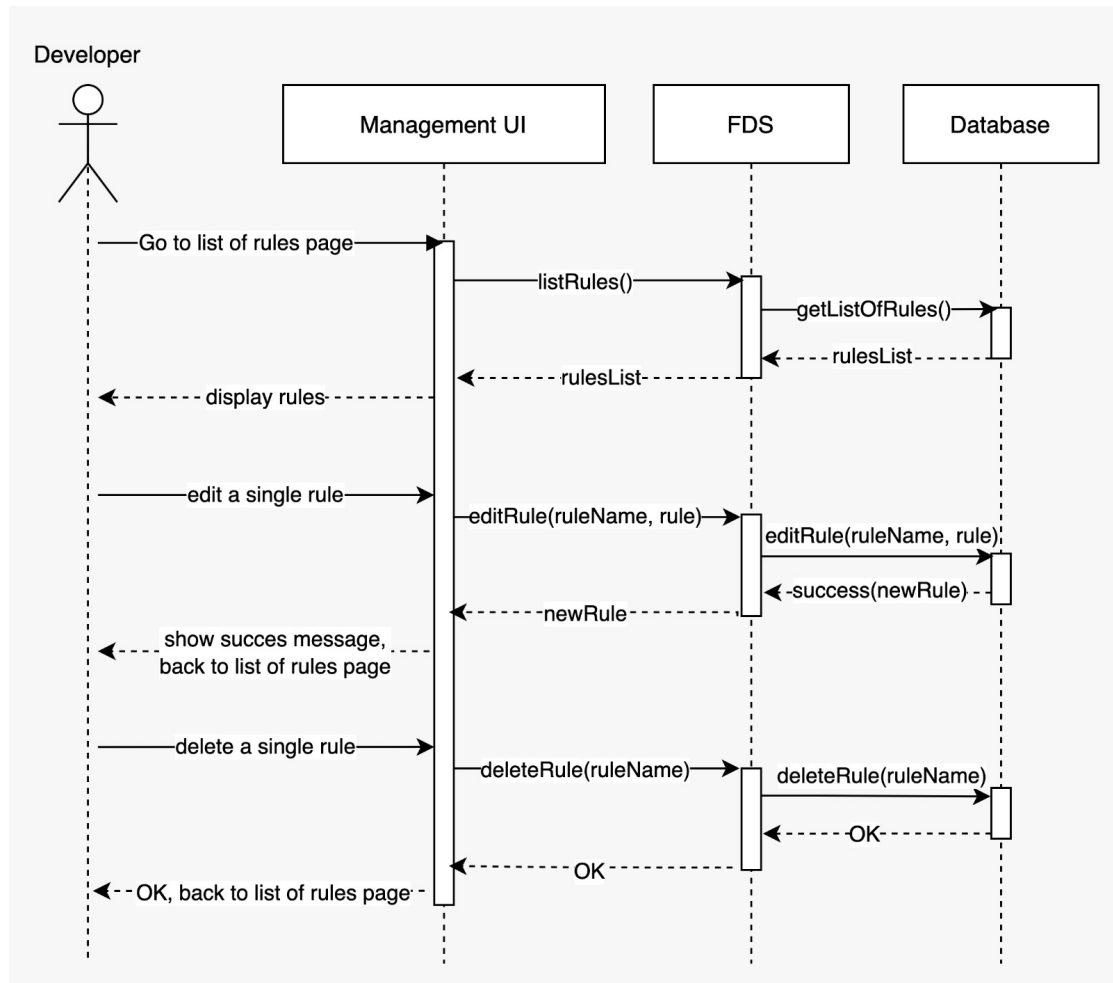 Developer
Management UI
FDS
Database
Go to list of rules page
listRules()
getListOfRules()
rulesList
rulesList
display rules
edit a single rule
editRule(ruleName, rule)
editRule(ruleName, rule)
success(newRule)
newRule
show succes message,
back to list of rules page
delete a single rule
deleteRule(ruleName)
deleteRule(ruleName)
OK
OK
OK, back to list of rules page